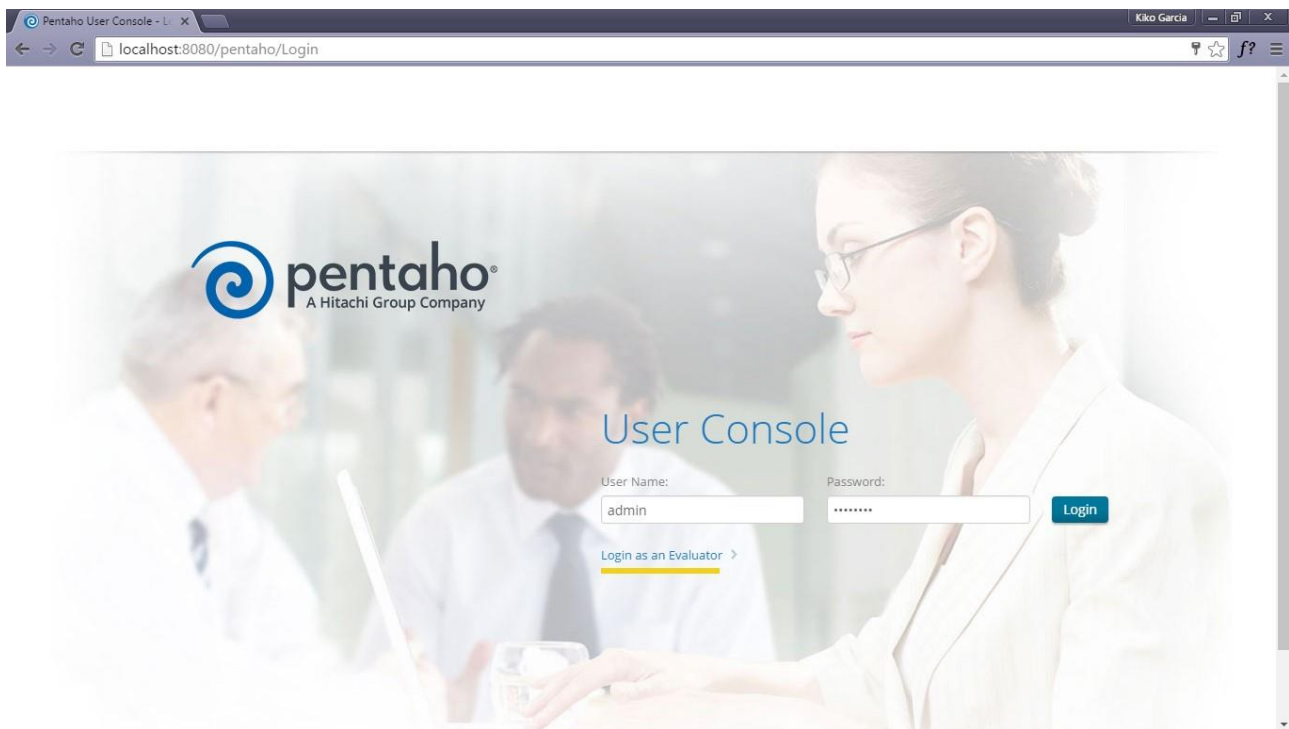 Pentaho User Console - Lo
Kiko Garcia
localhost:8080/pentaho/Login
f?
pentaho®
A Hitachi Group Company
User Console
User Name:
Password:
admin
········
Login
Login as an Evaluator >